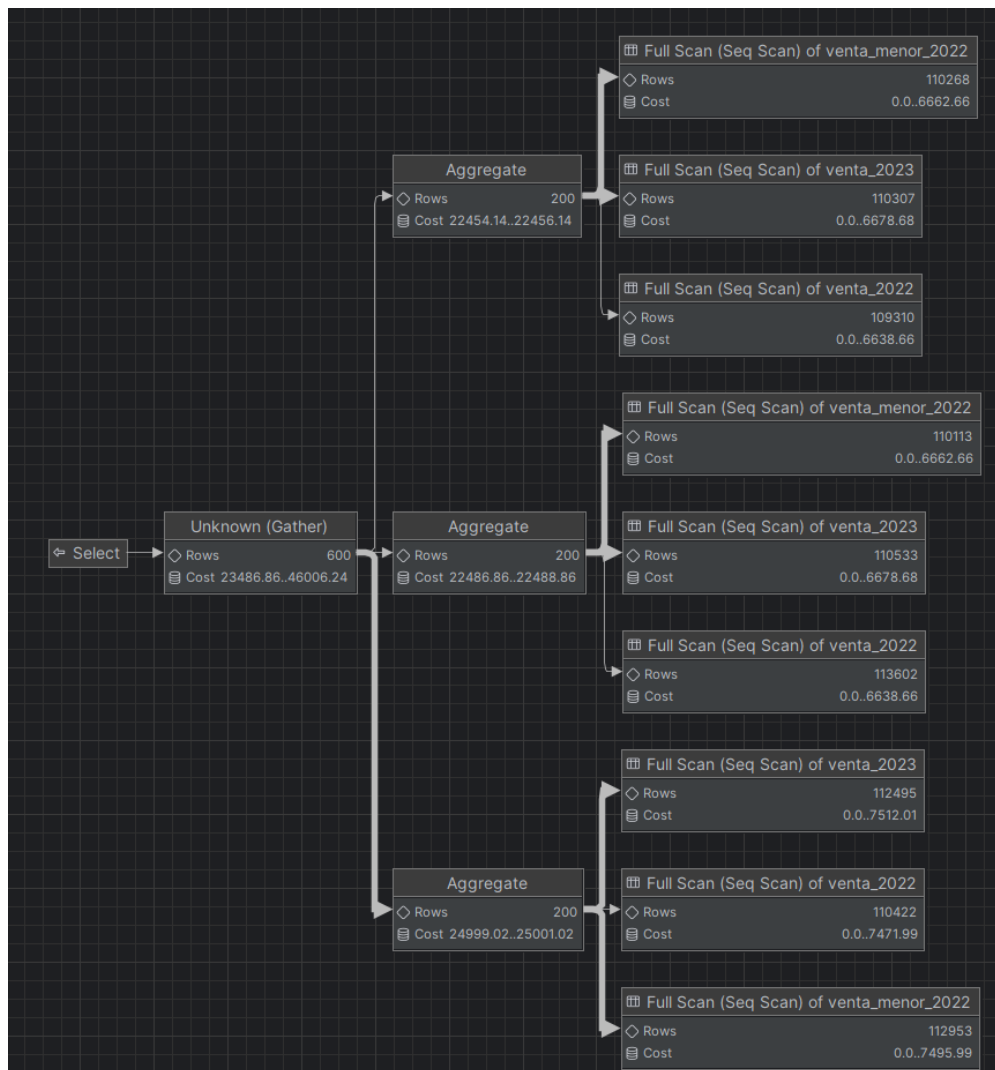 Full Scan (Seq Scan) of venta_menor_2022
Rows 110268
Cost 0.0..6662.66
Aggregate
Rows 200
Cost 22454.14..22456.14
Full Scan (Seq Scan) of venta_2023
Rows 110307
Cost 0.0..6678.68
Full Scan (Seq Scan) of venta_2022
Rows 109310
Cost 0.0..6638.66
Full Scan (Seq Scan) of venta_menor_2022
Rows 110113
Cost 0.0..6662.66
Select
Unknown (Gather)
Rows 600
Cost 23486.86..46006.24
Aggregate
Rows 200
Cost 22486.86..22488.86
Full Scan (Seq Scan) of venta_2023
Rows 110533
Cost 0.0..6678.68
Full Scan (Seq Scan) of venta_2022
Rows 113602
Cost 0.0..6638.66
Full Scan (Seq Scan) of venta_2023
Rows 112495
Cost 0.0..7512.01
Aggregate
Rows 200
Cost 24999.02..25001.02
Full Scan (Seq Scan) of venta_2022
Rows 110422
Cost 0.0..7471.99
Full Scan (Seq Scan) of venta_menor_2022
Rows 112953
Cost 0.0..7495.99